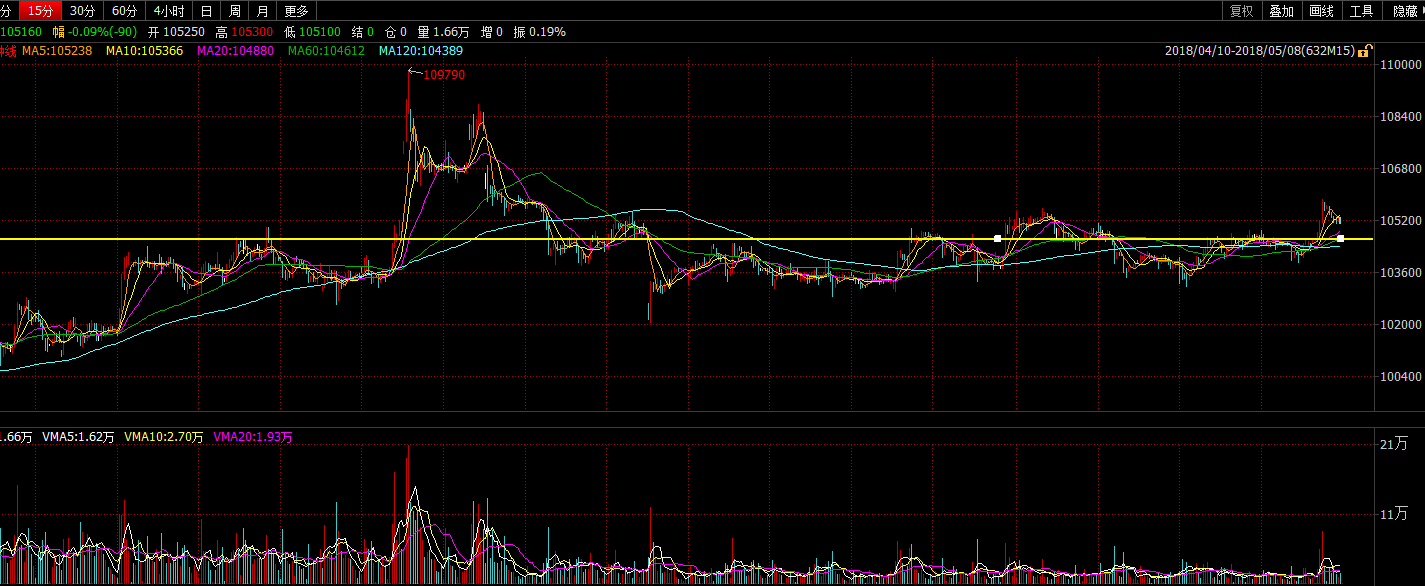 分 15分 30分 60分 4小时 日 周 月 更多 复权 叠加 画线 工具 隐藏
105160 幅 -0.09%(-90) 开 105250 高 105300 低 105100 结 0 仓 0 量 1.66万 增 0 振 0.19%
钟线 MA5:105238 MA10:105366 MA20:104880 MA60:104612 MA120:104389 2018/04/10-2018/05/08(632M15)
110000
109790
108400
106800
105200
103600
102000
100400
1.66万 VMA5:1.62万 VMA10:2.70万 VMA20:1.93万
21万
11万